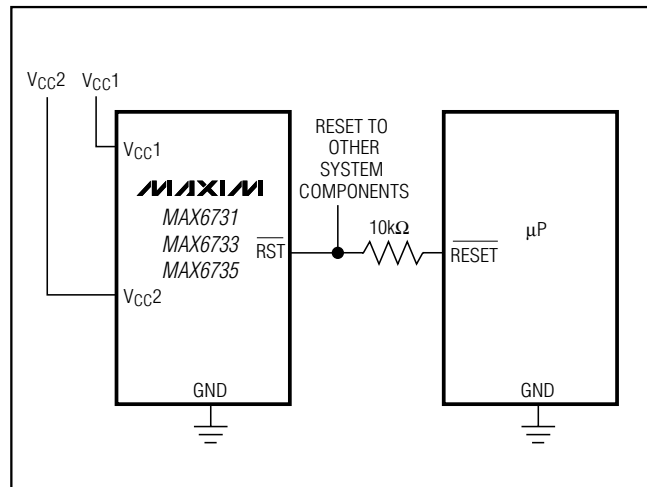 VCC2 VCC1
RESET TO
OTHER
SYSTEM
COMPONENTS
VCC1
MAXIM
MAX6731
MAX6733
MAX6735
RST
10kΩ
RESET
µP
VCC2
GND
GND